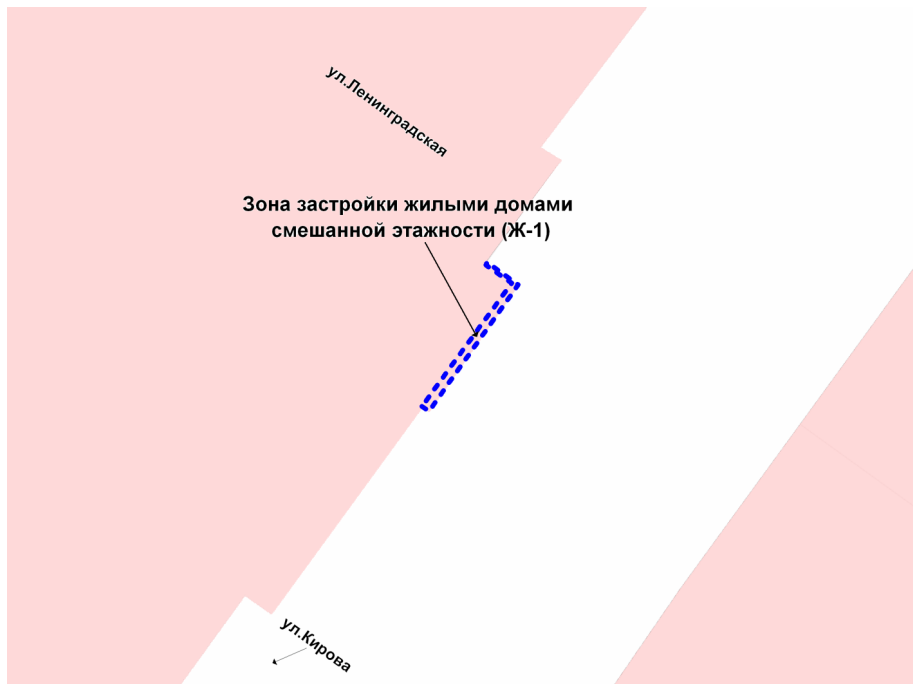 ул.Ленинградская
Зона застройки жилыми домами
смешанной этажности (Ж-1)
ул.Кирова